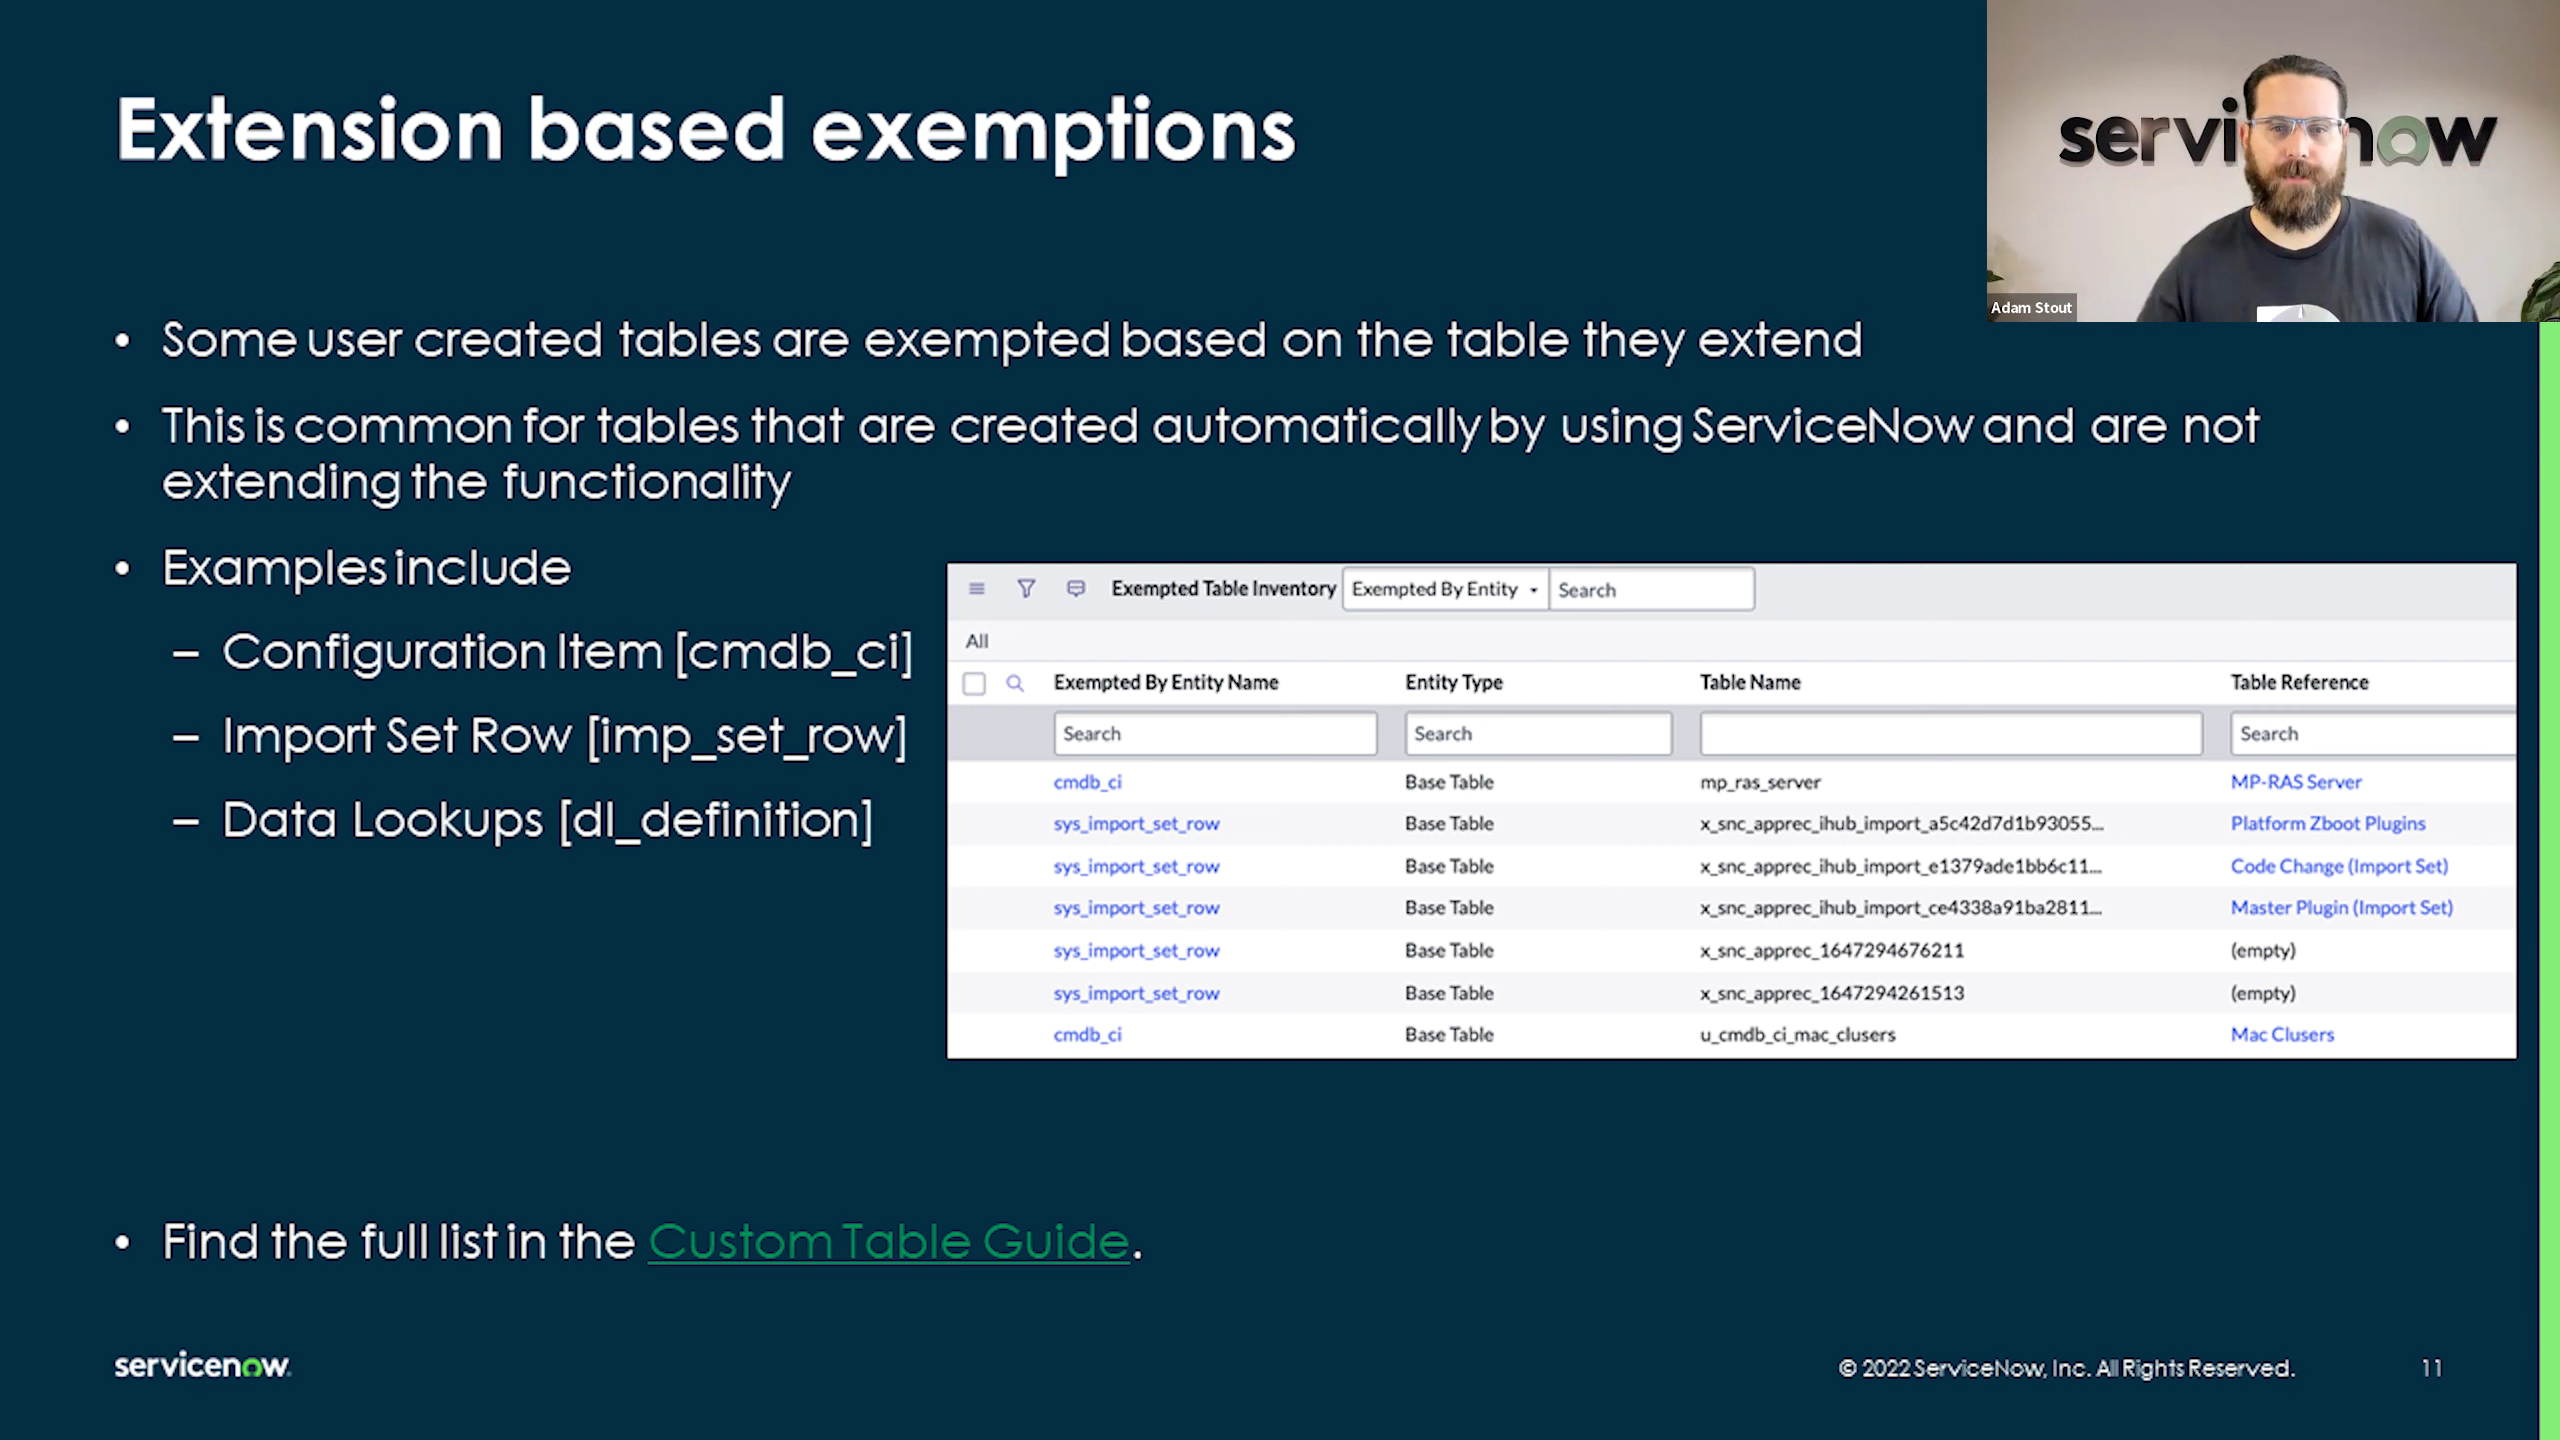 Extension based exemptions
servicenow
Adam Stout
• Some user created tables are exempted based on the table they extend
• This is common for tables that are created automatically by using ServiceNow and are not
extending the functionality
• Examples include
– Configuration Item [cmdb_ci]
– Import Set Row [imp_set_row]
– Data Lookups [dl_definition]
Exempted Table Inventory Exempted By Entity Search
All
Exempted By Entity Name Entity Type Table Name Table Reference
Search Search Search
cmdb_ci Base Table mp_ras_server MP-RAS Server
sys_import_set_row Base Table x_snc_apprec_ihub_import_a5c42d7d1b93055... Platform Zboot Plugins
sys_import_set_row Base Table x_snc_apprec_ihub_import_e1379ade1bb6c11... Code Change (Import Set)
sys_import_set_row Base Table x_snc_apprec_ihub_import_ce4338a91ba2811... Master Plugin (Import Set)
sys_import_set_row Base Table x_snc_apprec_1647294676211 (empty)
sys_import_set_row Base Table x_snc_apprec_1647294261513 (empty)
cmdb_ci Base Table u_cmdb_ci_mac_clusers Mac Clusers
• Find the full list in the Custom Table Guide.
servicenow
© 2022 ServiceNow, Inc. All Rights Reserved. 11